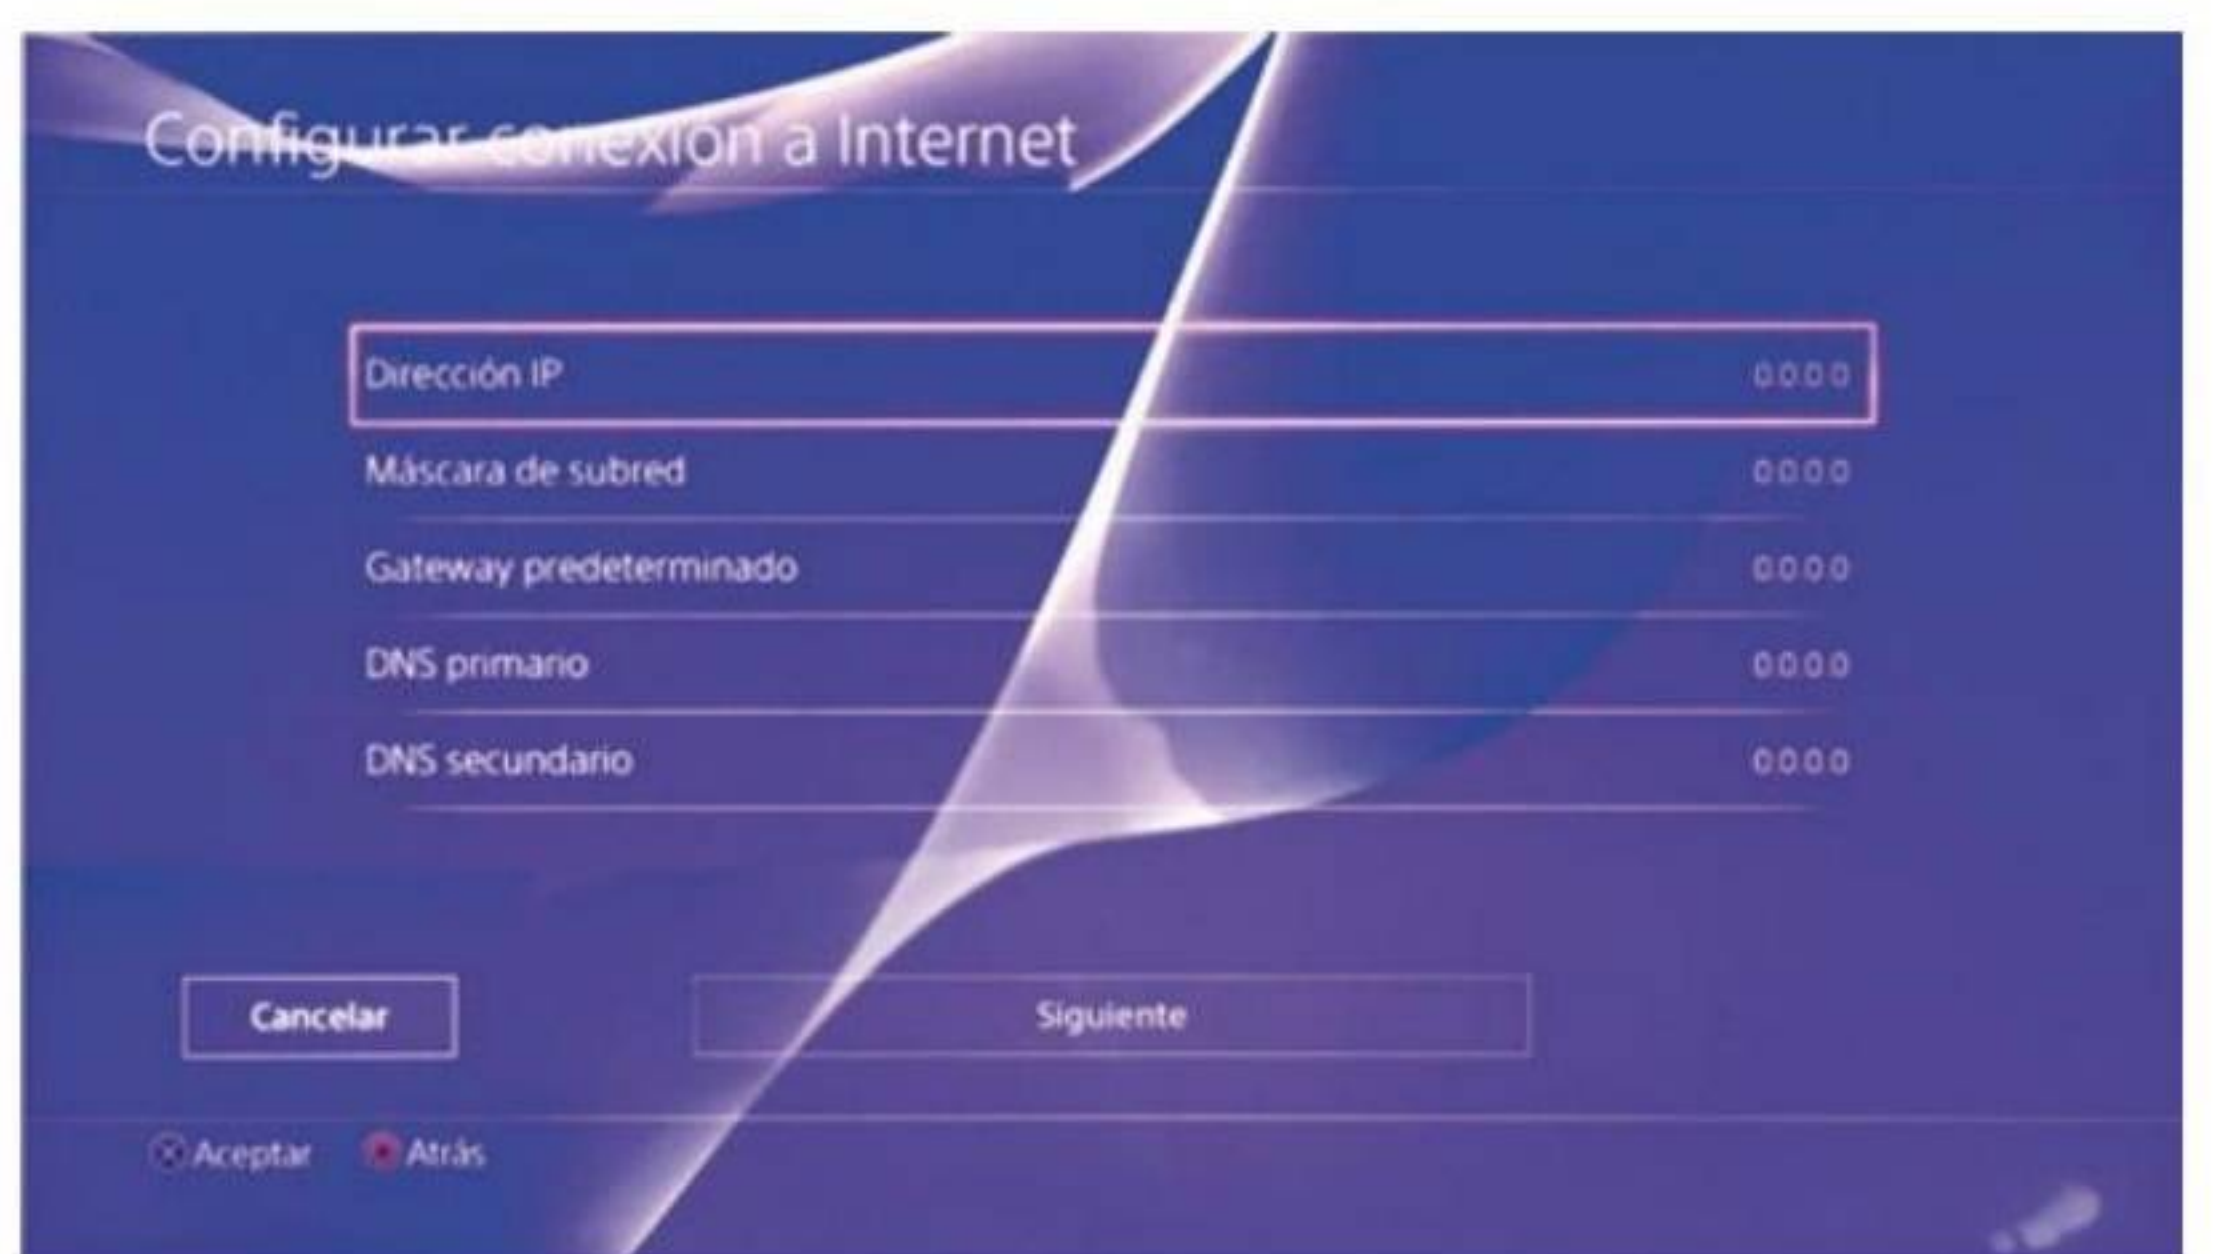 Configurar conexión a Internet
Dirección IP 0.0.0.0
Máscara de subred 0.0.0.0
Gateway predeterminado 0.0.0.0
DNS primario 0.0.0.0
DNS secundario 0.0.0.0
Cancelar Siguiente
Aceptar Atrás